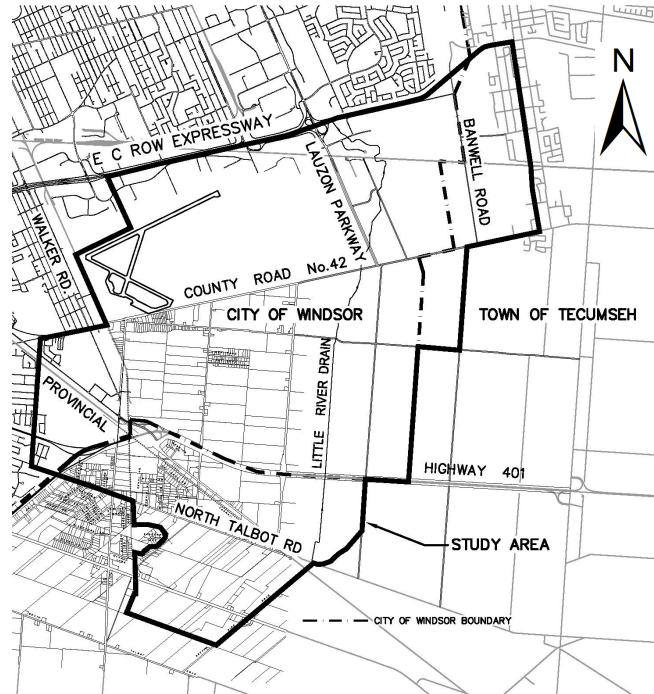 N
E C ROW EXPRESSWAY
LAUZON PARKWAY
BANWELL ROAD
WALKER RD.
COUNTY ROAD No.42
CITY OF WINDSOR
TOWN OF TECUMSEH
PROVINCIAL
LITTLE RIVER DRAIN
HIGHWAY 401
NORTH TALBOT RD
STUDY AREA
CITY OF WINDSOR BOUNDARY